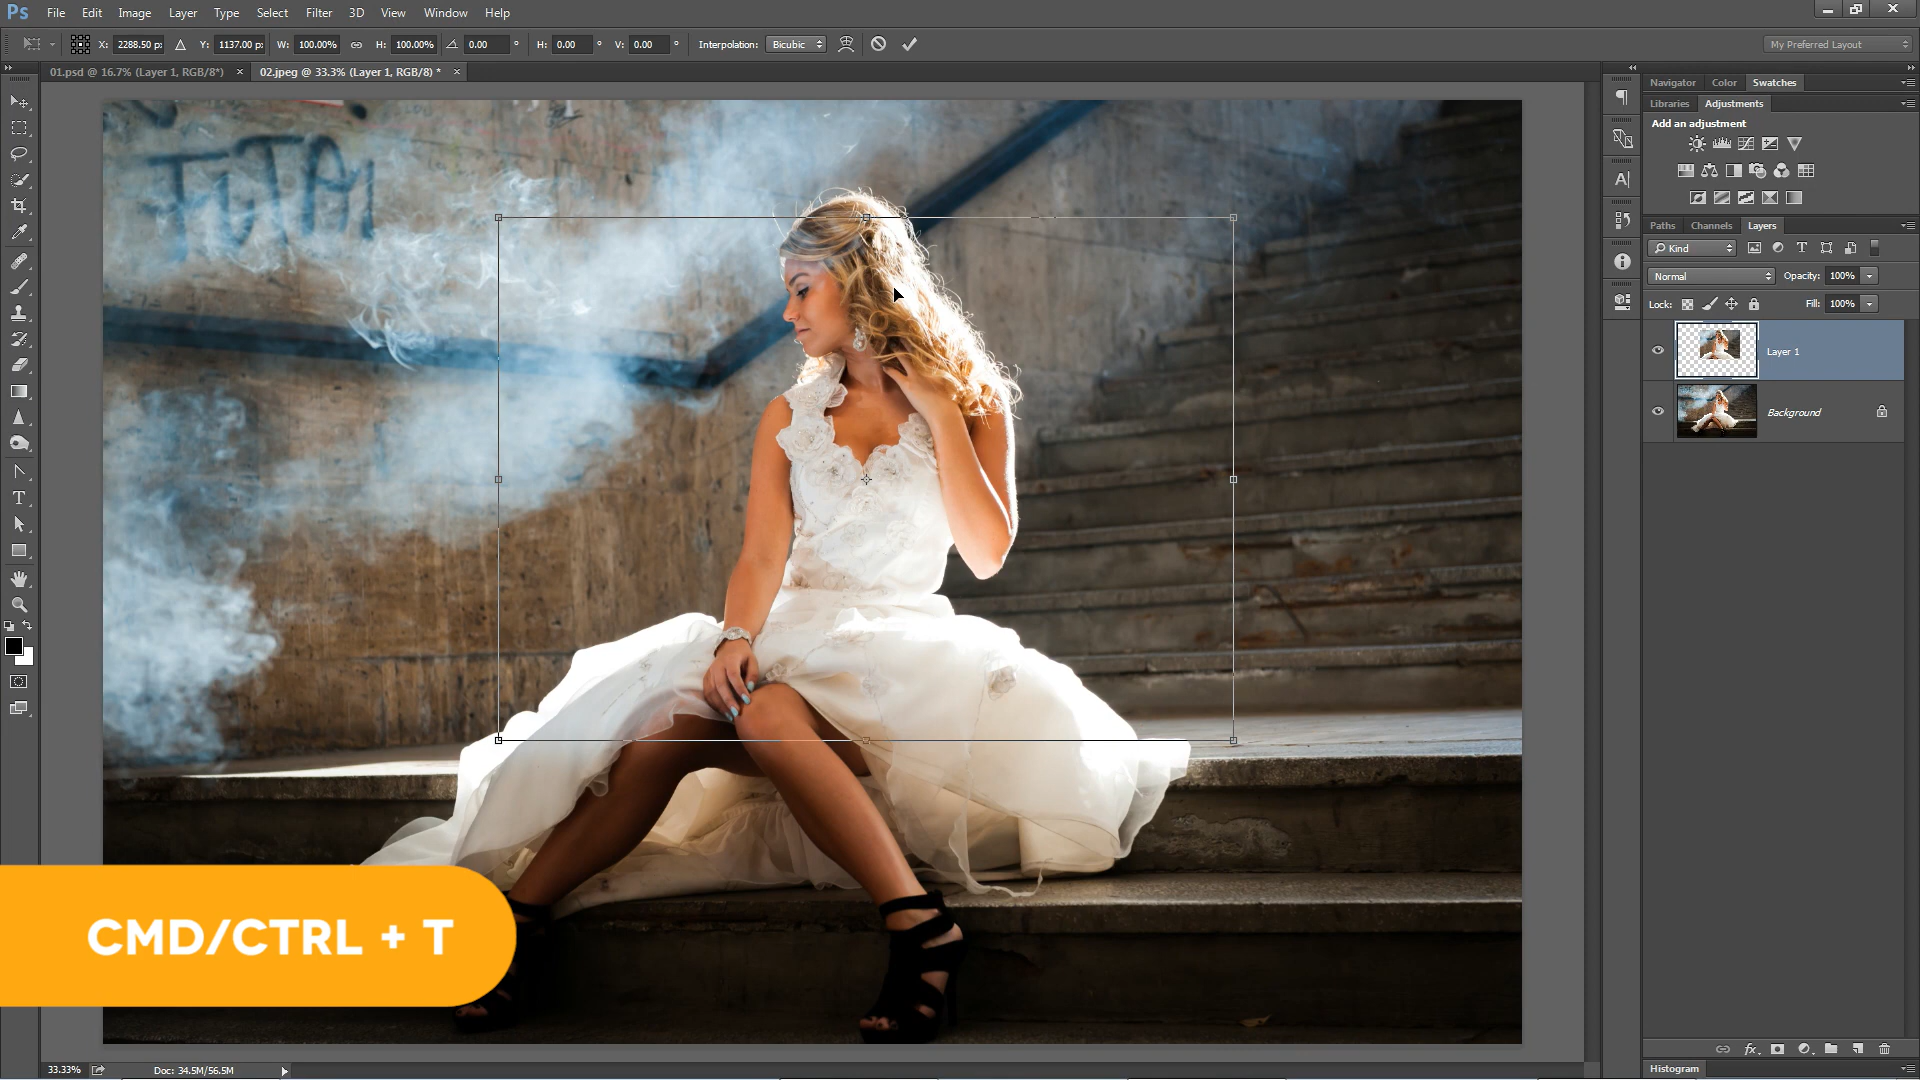 Ps File Edit Image Layer Type Select Filter 3D View Window Help
X: 2288.50 px Y: 1137.00 px W: 100.00% H: 100.00% 0.00 ° H: 0.00 ° V: 0.00 ° Interpolation: Bicubic My Preferred Layout
01.psd @ 16.7% (Layer 1, RGB/8*) × 02.jpeg @ 33.3% (Layer 1, RGB/8) * ×
Navigator Color Swatches
Libraries Adjustments
Add an adjustment
Paths Channels Layers
Kind
Normal Opacity: 100%
Lock: Fill: 100%
Layer 1
Background
CMD/CTRL + T
33.33% Doc: 34.5M/56.5M
Histogram